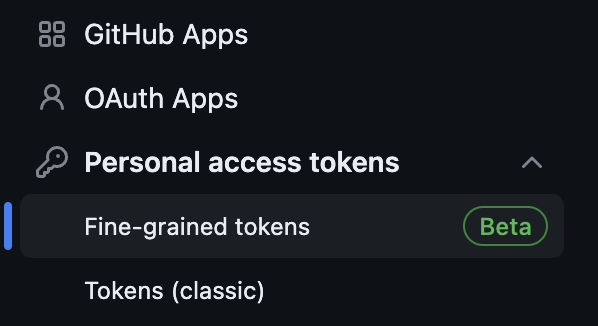 GitHub Apps
OAuth Apps
Personal access tokens
Fine-grained tokens Beta
Tokens (classic)